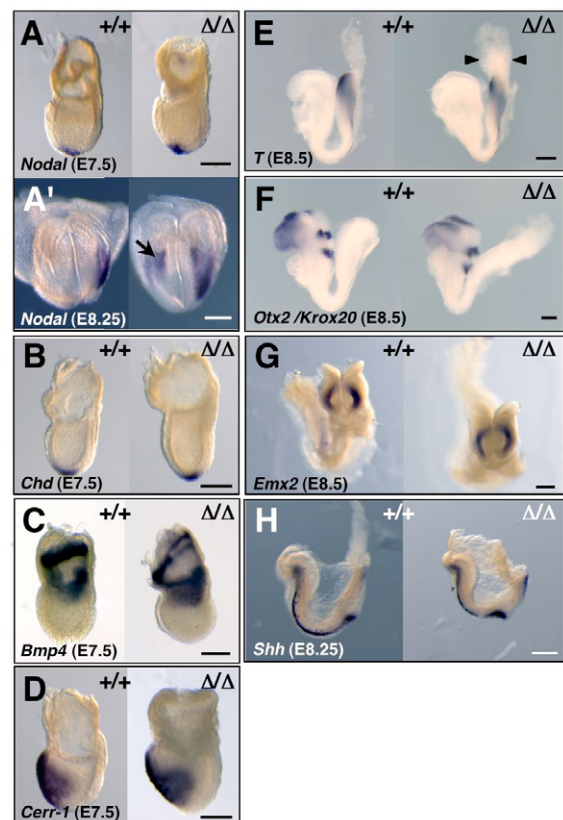 A +/+ Δ/Δ
Nodal (E7.5)
A'
Nodal (E8.25)
B +/+ Δ/Δ
Chd (E7.5)
C +/+ Δ/Δ
Bmp4 (E7.5)
D +/+ Δ/Δ
Cerr-1 (E7.5)
E +/+ Δ/Δ
T (E8.5)
F +/+ Δ/Δ
Otx2 /Krox20 (E8.5)
G +/+ Δ/Δ
Emx2 (E8.5)
H +/+ Δ/Δ
Shh (E8.25)